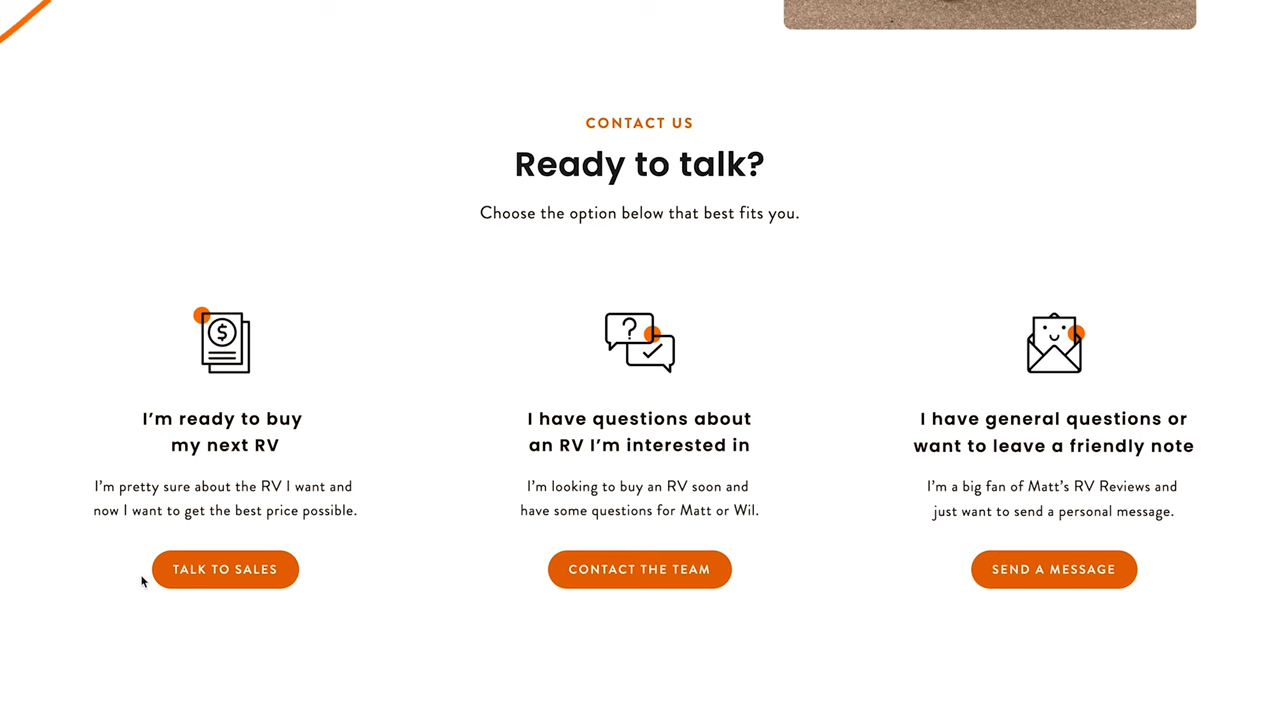 CONTACT US
Ready to talk?
Choose the option below that best fits you.
$
I’m ready to buy
my next RV
I’m pretty sure about the RV I want and
now I want to get the best price possible.
TALK TO SALES
?
I have questions about
an RV I’m interested in
I’m looking to buy an RV soon and
have some questions for Matt or Wil.
CONTACT THE TEAM
I have general questions or
want to leave a friendly note
I’m a big fan of Matt’s RV Reviews and
just want to send a personal message.
SEND A MESSAGE